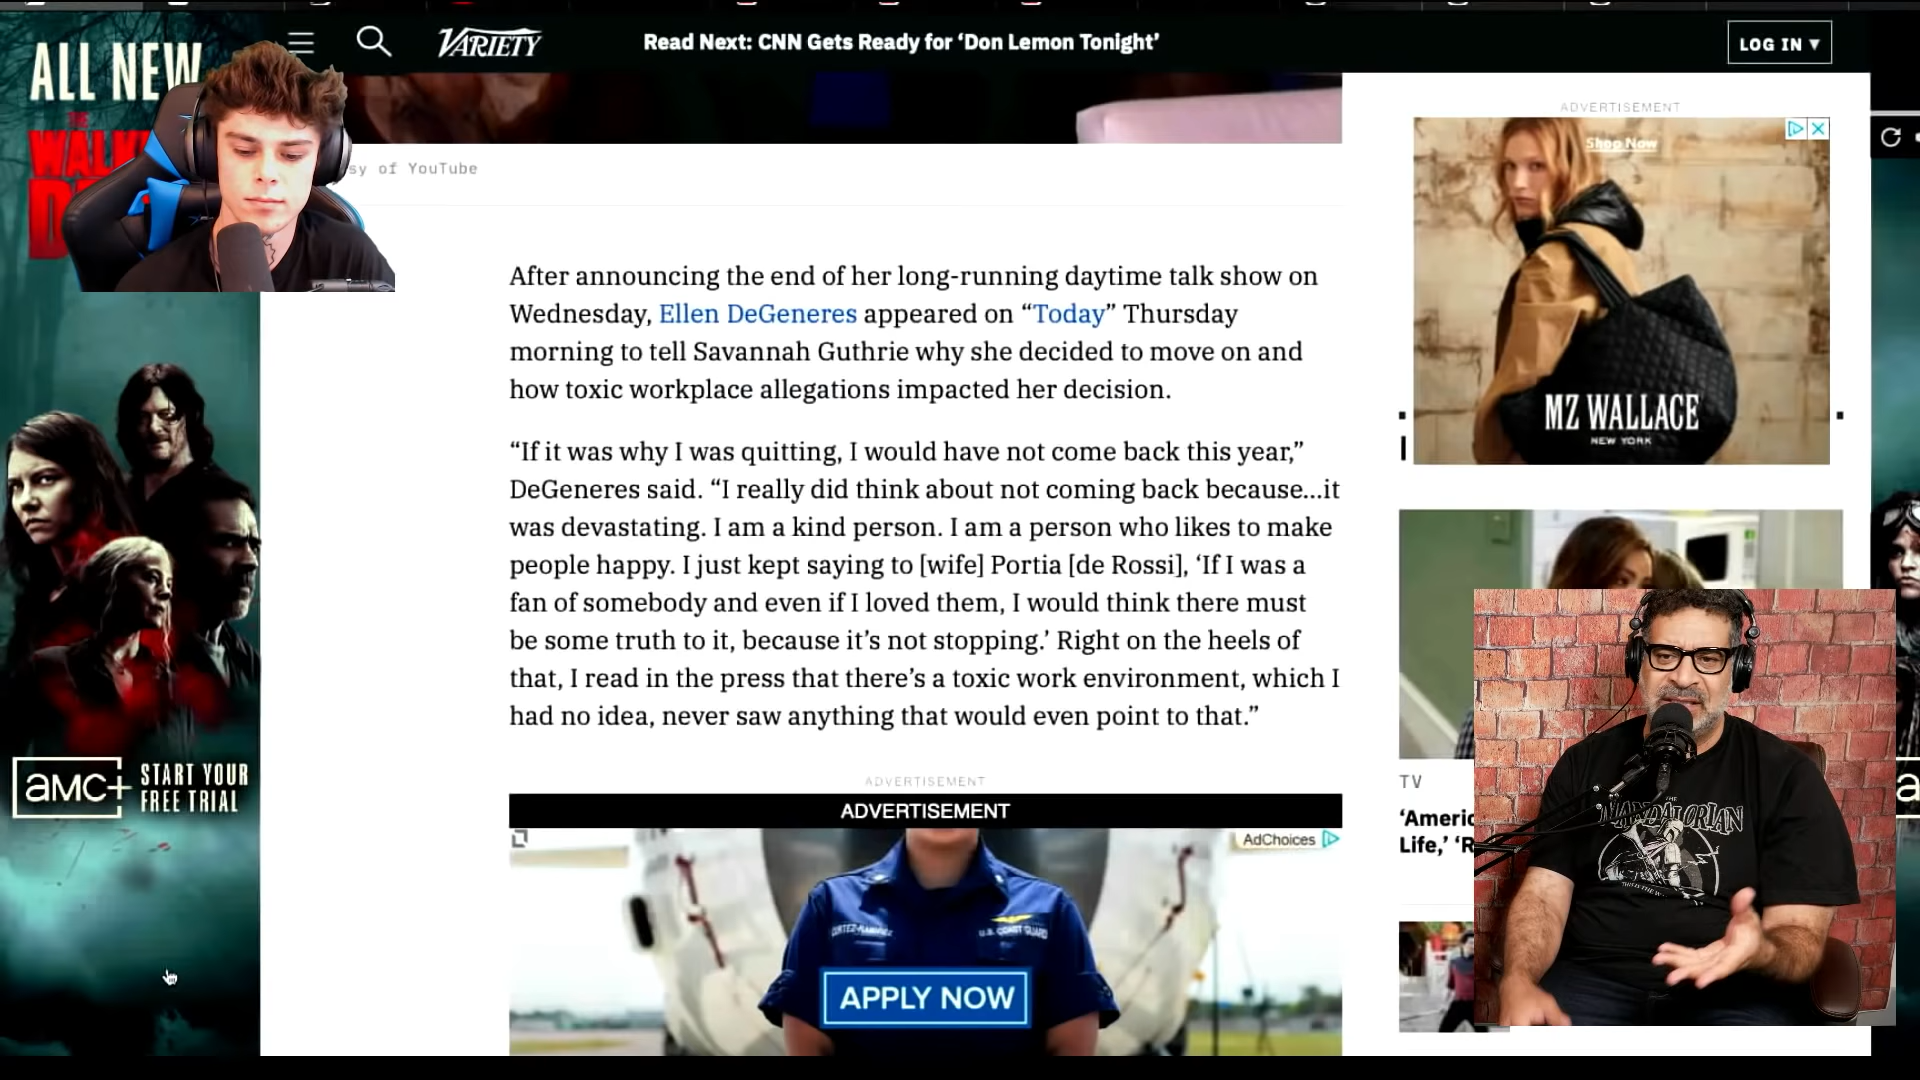 ALL NEW
THE
VARIETY
Read Next: CNN Gets Ready for ‘Don Lemon Tonight’
LOG IN ▼
ADVERTISEMENT
Shop Now
MZ WALLACE
NEW YORK
sy of YouTube
After announcing the end of her long-running daytime talk show on
Wednesday, Ellen DeGeneres appeared on “Today” Thursday
morning to tell Savannah Guthrie why she decided to move on and
how toxic workplace allegations impacted her decision.
“If it was why I was quitting, I would have not come back this year,”
DeGeneres said. “I really did think about not coming back because...it
was devastating. I am a kind person. I am a person who likes to make
people happy. I just kept saying to [wife] Portia [de Rossi], ‘If I was a
fan of somebody and even if I loved them, I would think there must
be some truth to it, because it’s not stopping.’ Right on the heels of
that, I read in the press that there’s a toxic work environment, which I
had no idea, never saw anything that would even point to that.”
ADVERTISEMENT
ADVERTISEMENT
AdChoices
U.S. COAST GUARD
APPLY NOW
amc+
START YOUR
FREE TRIAL
TV
‘Americ
Life,’ ‘R
THE
MANDALORIAN